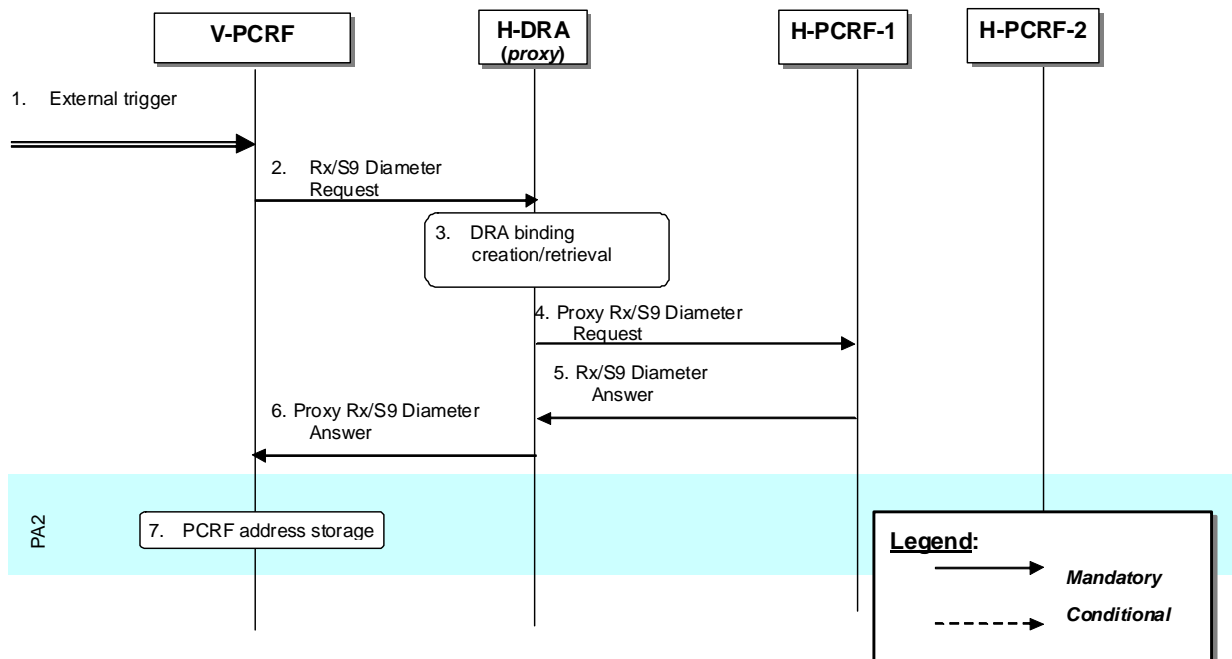 V-PCRF
H-DRA
(proxy)
H-PCRF-1
H-PCRF-2
1. External trigger
2. Rx/S9 Diameter
Request
3. DRA binding
creation/retrieval
4. Proxy Rx/S9 Diameter
Request
5. Rx/S9 Diameter
Answer
6. Proxy Rx/S9 Diameter
Answer
PA2
7. PCRF address storage
Legend:
Mandatory
Conditional